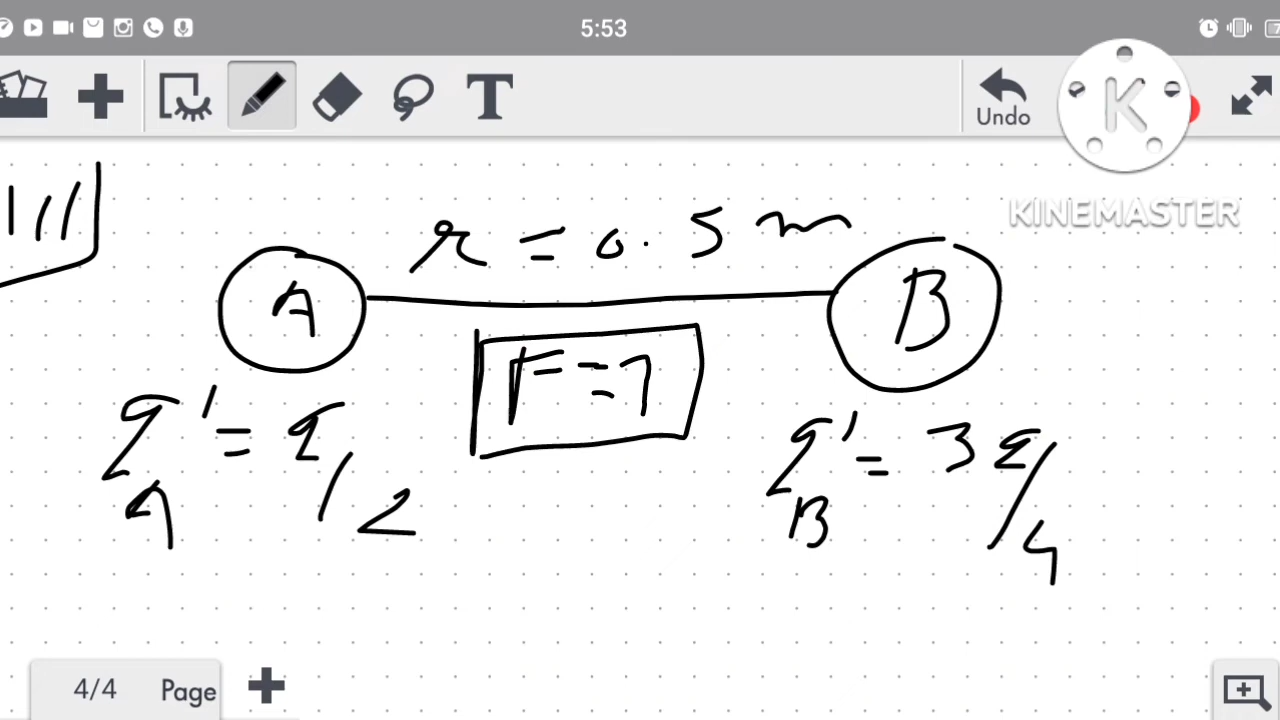 5:53
T
Undo
K
KINEMASTER
r = 0.5 m
A
B
F = ?
q'A = q/2
q'B = 3q/4
4/4 Page